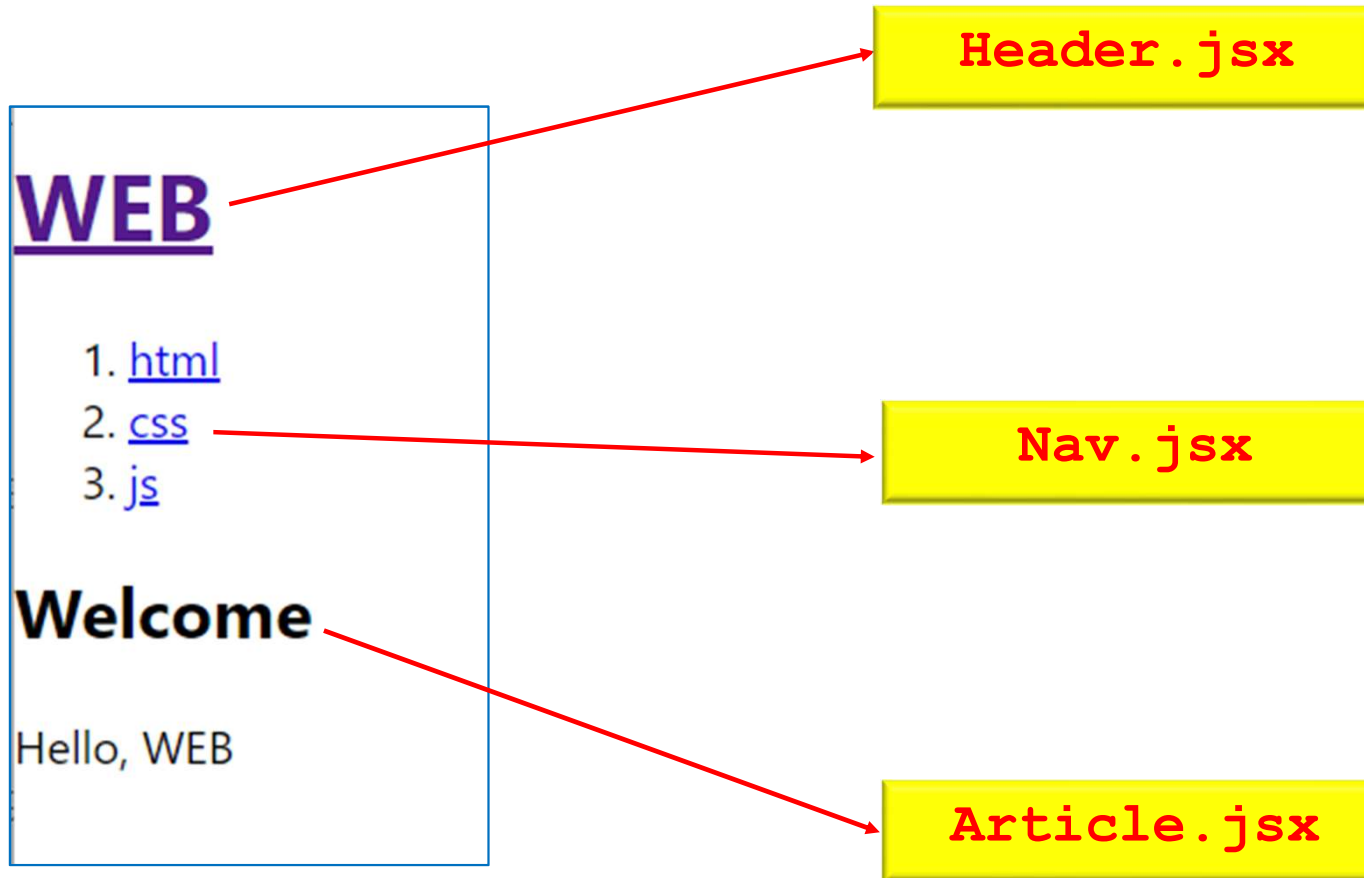 Header.jsx
WEB
1. html
2. css
3. js
Nav.jsx
Welcome
Hello, WEB
Article.jsx